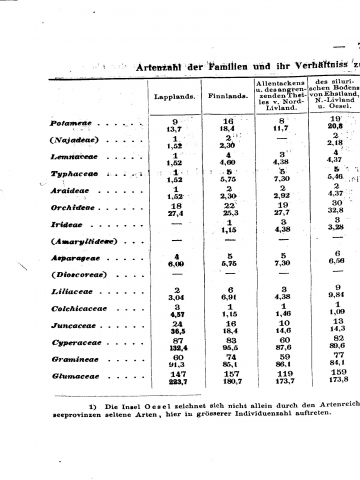 — 7
Artenzahl der Familien und ihr Verhältniss zu
Lapplands. Finnlands. Allentackens u. des angrenzenden Theiles v. Nord-Livland. des silurischen Bodens von Ehstland, N.-Livland u. Oesel.
Potameae . . . . . . 9 16 8 19
13,7 18,4 11,7 20,8
(Najadeae) . . . . . 1 2 — 2
1,52 2,30 2,18
Lemnaceae . . . . . 1 4 3 4
1,52 4,60 4,38 4,37
Typhaceae . . . . . 1 5 5 5
1,52 5,75 7,30 5,46
Araideae . . . . . 1 2 2 2
1,52 2,30 2,92 4,37
Orchideae . . . . . 18 22 19 30
27,4 25,3 27,7 32,8
Irideae . . . . . — 1 3 3
1,15 4,38 3,28
(Amaryllideae) . . . . — — — —
Asparageae . . . . . 4 5 5 6
6,09 5,75 7,30 6,56
(Dioscoreae) . . . . — — — —
Liliaceae . . . . . 2 6 3 9
3,04 6,91 4,38 9,84
Colchicaceae . . . . 3 1 1 1
4,57 1,15 1,46 1,09
Juncaceae . . . . . 24 16 10 13
36,5 18,4 14,6 14,3
Cyperaceae . . . . . 87 83 60 82
132,4 95,5 87,6 89,6
Gramineae . . . . . 60 74 59 77
91,3 85,1 86,1 84,1
Glumaceae . . . . . 147 157 119 159
223,7 180,7 173,7 173,8
1) Die Insel Oesel zeichnet sich nicht allein durch den Artenreich
seeprovinzen seltene Arten, hier in grösserer Individuenzahl auftreten.